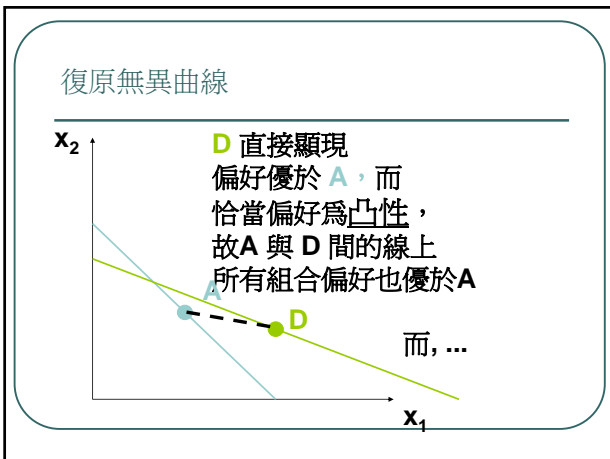 復原無異曲線
x2
D 直接顯現
偏好優於 A，而
恰當偏好爲凸性，
故A 與 D 間的線上
所有組合偏好也優於A
A
D
而, ...
x1